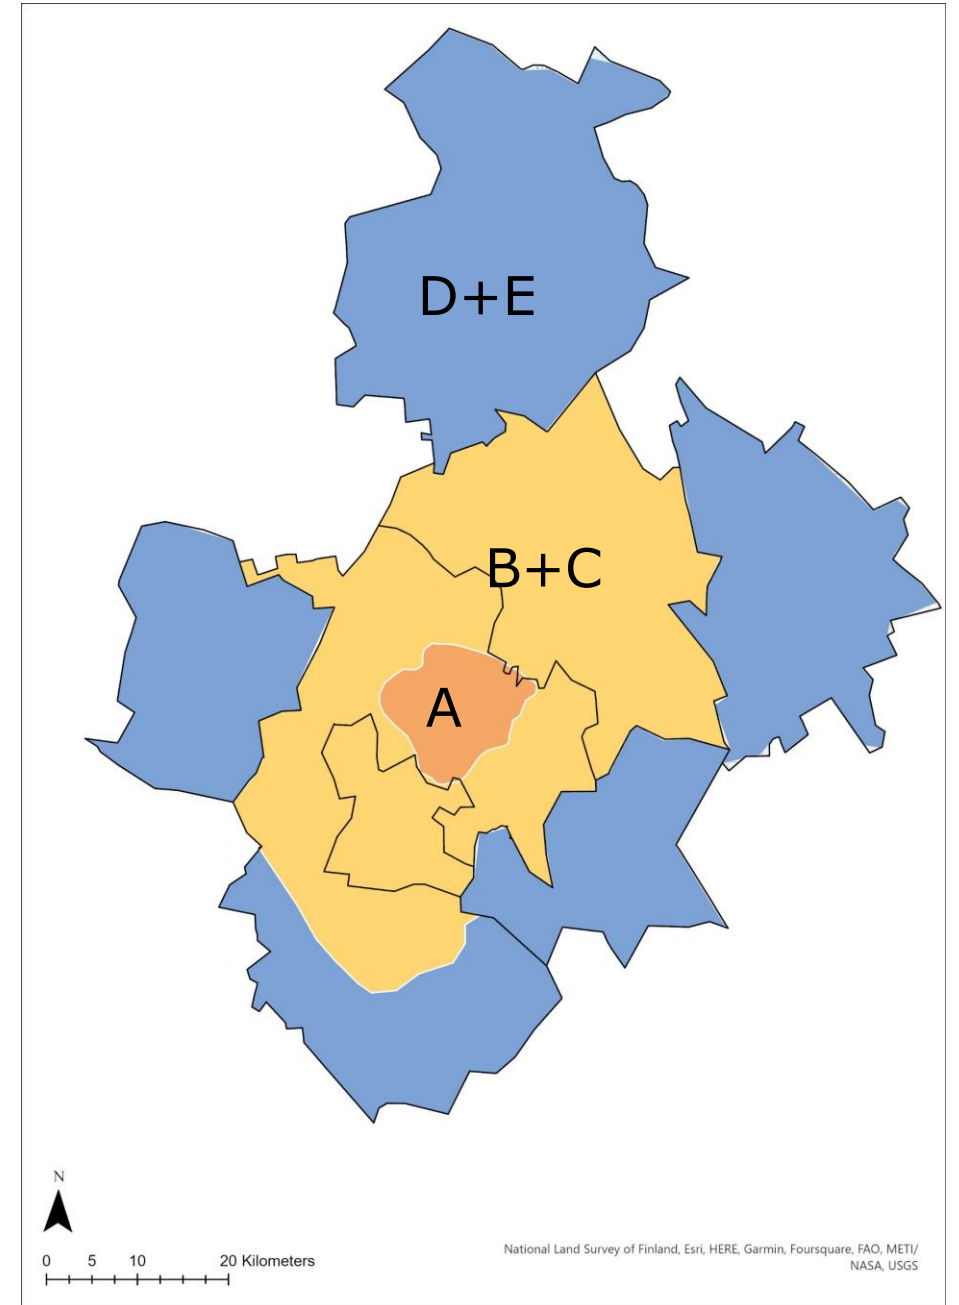 D+E
B+C
A
N
0 5 10 20 Kilometers
National Land Survey of Finland, Esri, HERE, Garmin, Foursquare, FAO, METI/
NASA, USGS